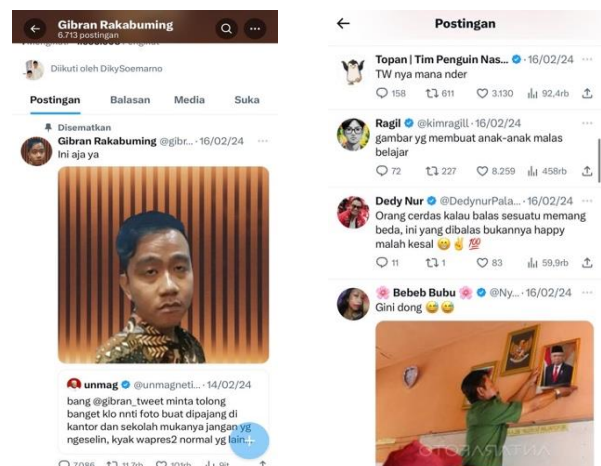 Gibran Rakabuming
6.713 postingan
Diikuti oleh DikySoemarno
Postingan Balasan Media Suka
Disematkan
Gibran Rakabuming @gibr... · 16/02/24
Ini aja ya
unmag @unmagneti... · 14/02/24
bang @gibran_tweet minta tolong
banget klo nnti foto buat dipajang di
kantor dan sekolah mukanya jangan yg
ngeselin, kyak wapres2 normal yg lain
Postingan
Topan | Tim Penguin Nas... · 16/02/24
TW nya mana nder
158 611 3.130 92,4rb
Ragil @kimragill · 16/02/24
gambar yg membuat anak-anak malas
belajar
72 227 8.259 458rb
Dedy Nur @DedynurPala... · 16/02/24
Orang cerdas kalau balas sesuatu memang
beda, ini yang dibalas bukannya happy
malah kesal 😁✌️💯
11 1 83 59,9rb
🌸 Bebeb Bubu 🌸 @Ny... · 16/02/24
Gini dong 😅😅